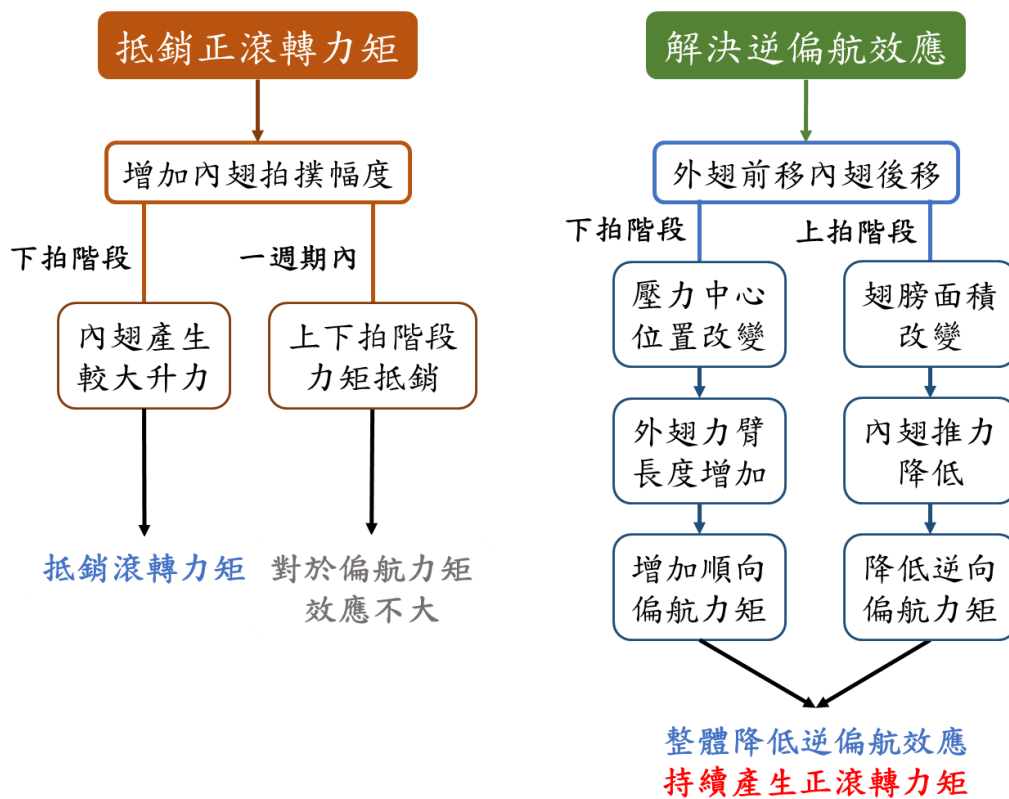 抵銷正滾轉力矩
增加內翅拍撲幅度
下拍階段
一週期內
內翅產生
較大升力
上下拍階段
力矩抵銷
抵銷滾轉力矩
對於偏航力矩
效應不大
解決逆偏航效應
外翅前移內翅後移
下拍階段
上拍階段
壓力中心
位置改變
翅膀面積
改變
外翅力臂
長度增加
內翅推力
降低
增加順向
偏航力矩
降低逆向
偏航力矩
整體降低逆偏航效應
持續產生正滾轉力矩